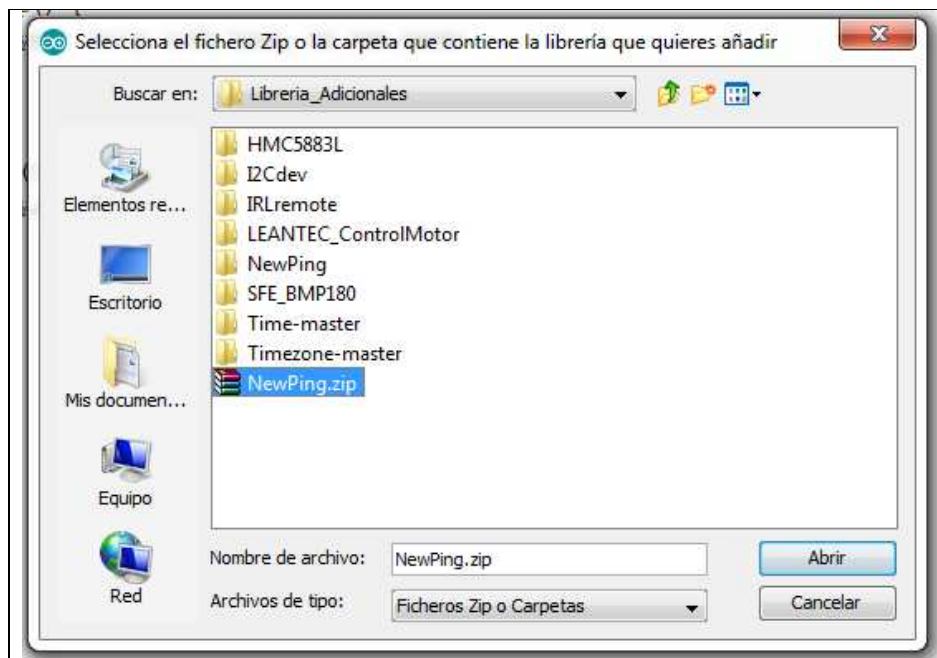 Selecciona el fichero Zip o la carpeta que contiene la librería que quieres añadir
Buscar en:
Libreria_Adicionales
Elementos re...
Escritorio
Mis documen...
Equipo
Red
HMC5883L
I2Cdev
IRLremote
LEANTEC_ControlMotor
NewPing
SFE_BMP180
Time-master
Timezone-master
NewPing.zip
Nombre de archivo:
NewPing.zip
Abrir
Archivos de tipo:
Ficheros Zip o Carpetas
Cancelar